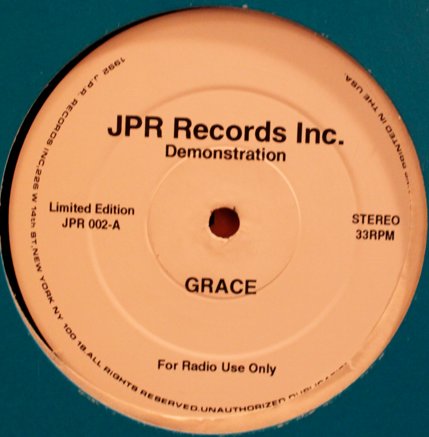 JPR Records Inc.
Demonstration
Limited Edition
JPR 002-A
STEREO
33RPM
GRACE
For Radio Use Only
1992 J.P.R. RECORDS INC.226 W 14th ST,NEW YORK NY 100 18.ALL RIGHTS RESERVED.UNAUTHORIZED
PRINTED IN THE USA.